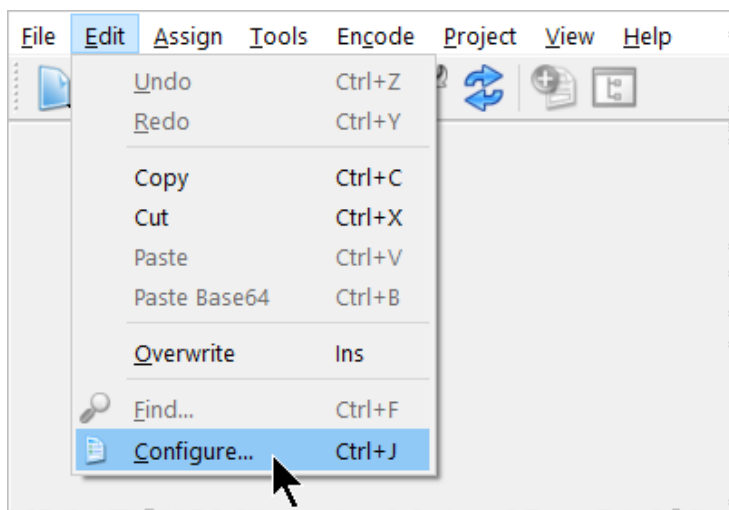 File Edit Assign Tools Encode Project View Help
Undo Ctrl+Z
Redo Ctrl+Y
Copy Ctrl+C
Cut Ctrl+X
Paste Ctrl+V
Paste Base64 Ctrl+B
Overwrite Ins
Find... Ctrl+F
Configure... Ctrl+J